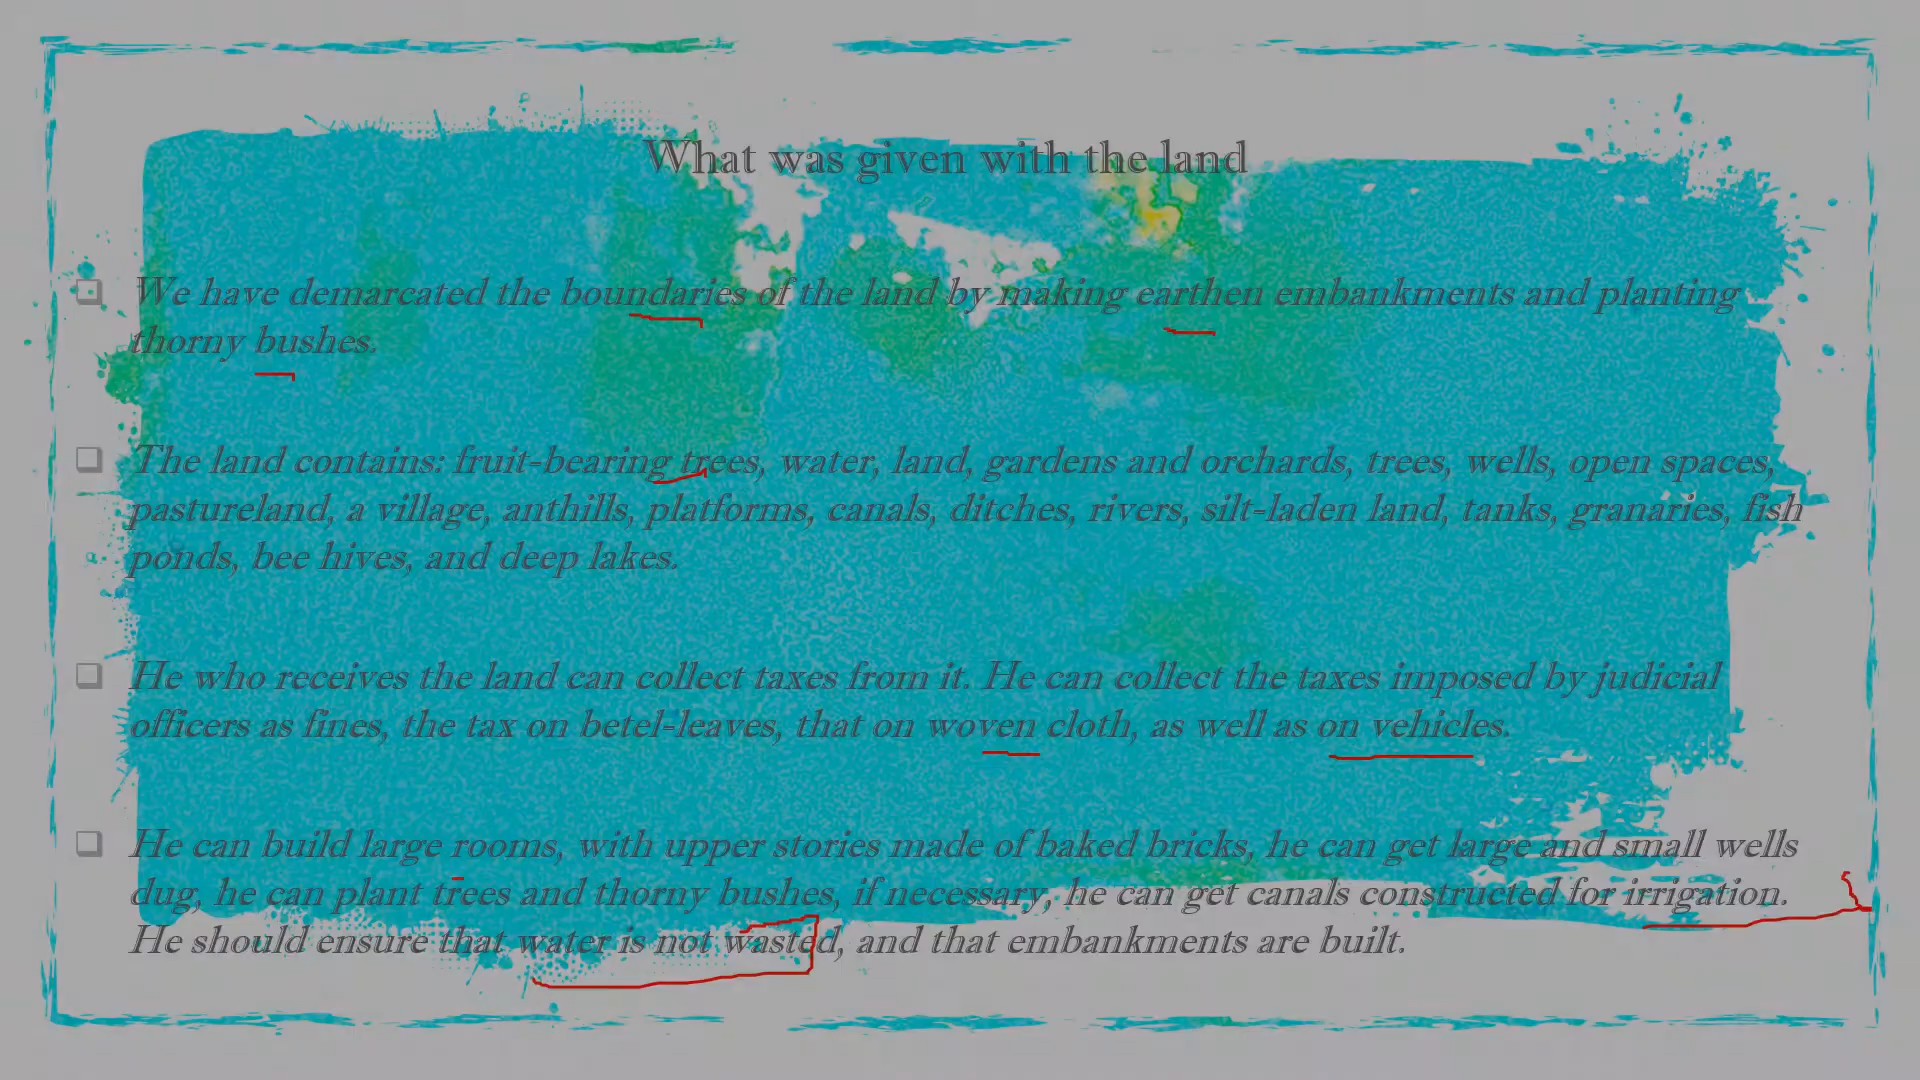 What was given with the land
We have demarcated the boundaries of the land by making earthen embankments and planting
thorny bushes.
The land contains: fruit-bearing trees, water, land, gardens and orchards, trees, wells, open spaces,
pastureland, a village, anthills, platforms, canals, ditches, rivers, silt-laden land, tanks, granaries, fish
ponds, bee hives, and deep lakes.
He who receives the land can collect taxes from it. He can collect the taxes imposed by judicial
officers as fines, the tax on betel-leaves, that on woven cloth, as well as on vehicles.
He can build large rooms, with upper stories made of baked bricks, he can get large and small wells
dug, he can plant trees and thorny bushes, if necessary, he can get canals constructed for irrigation.
He should ensure that water is not wasted, and that embankments are built.